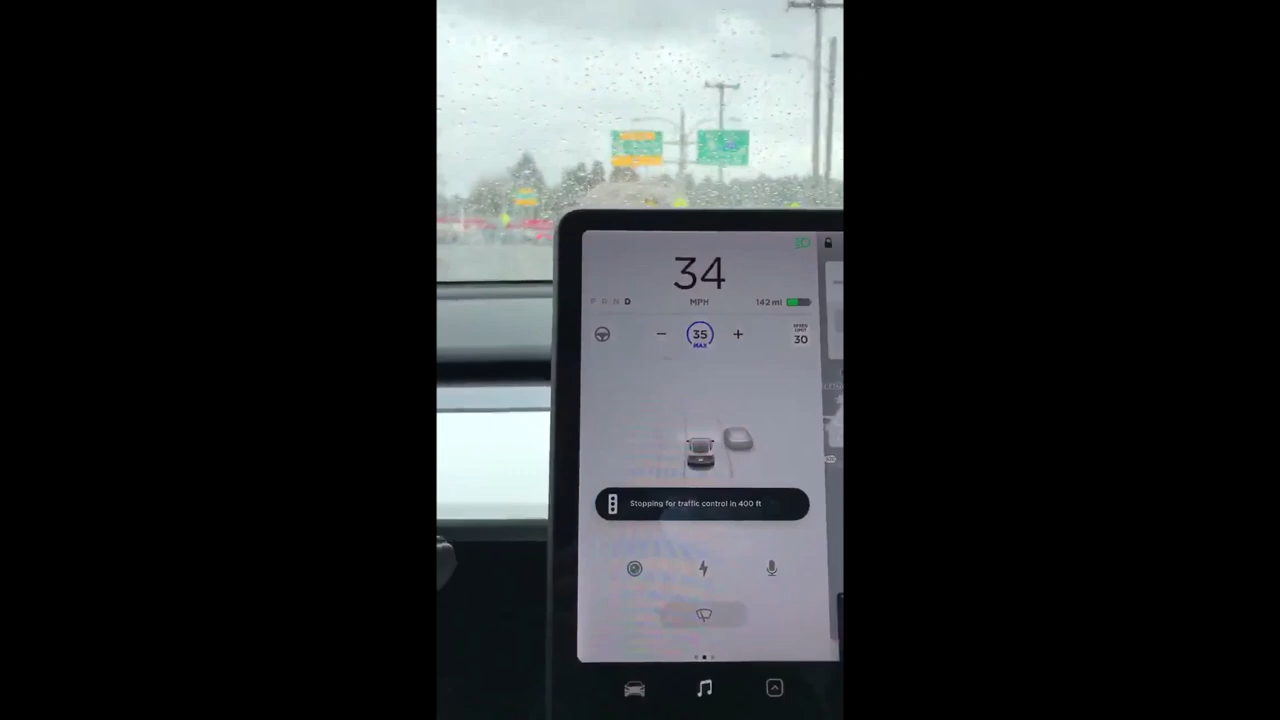 34
MPH
P R N D
142 mi
35
MAX
SPEED
LIMIT
30
Stopping for traffic control in 400 ft